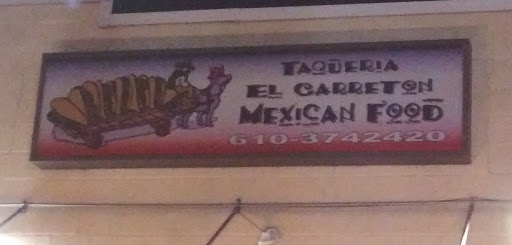 TAQUERIA
EL CARRETON
MEXICAN FOOD
610-3742420